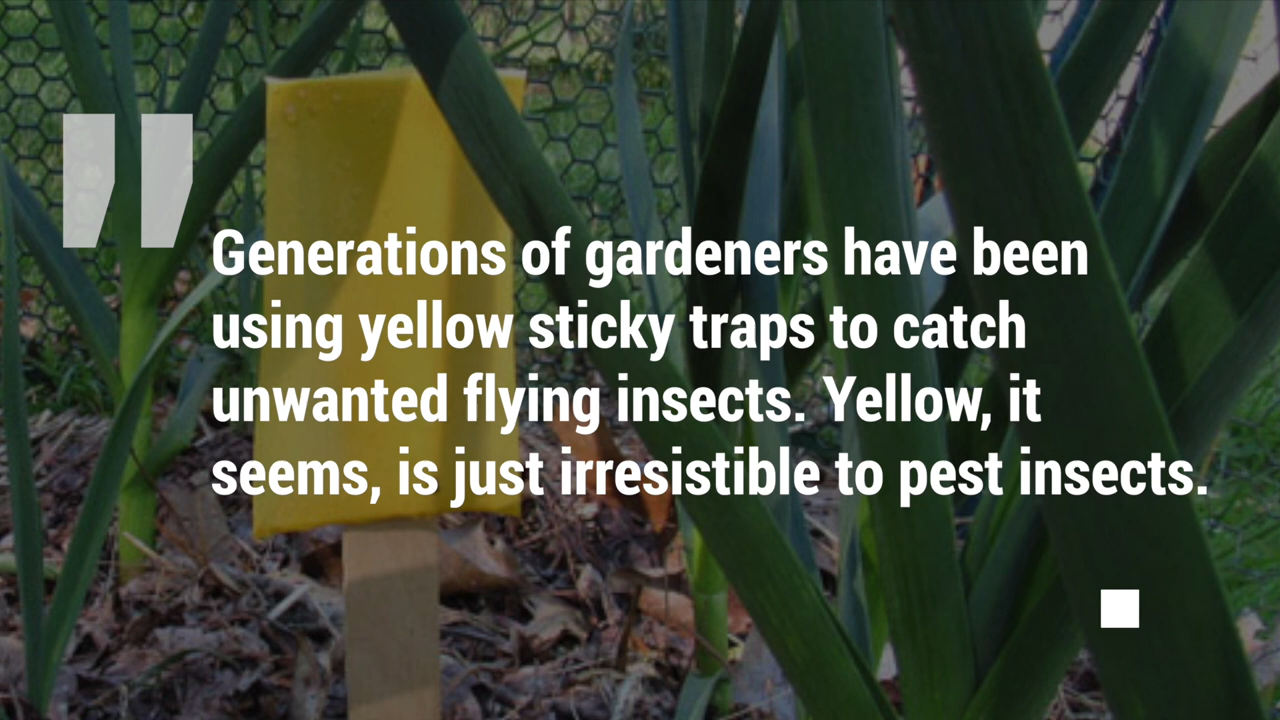 "
Generations of gardeners have been
using yellow sticky traps to catch
unwanted flying insects. Yellow, it
seems, is just irresistible to pest insects.